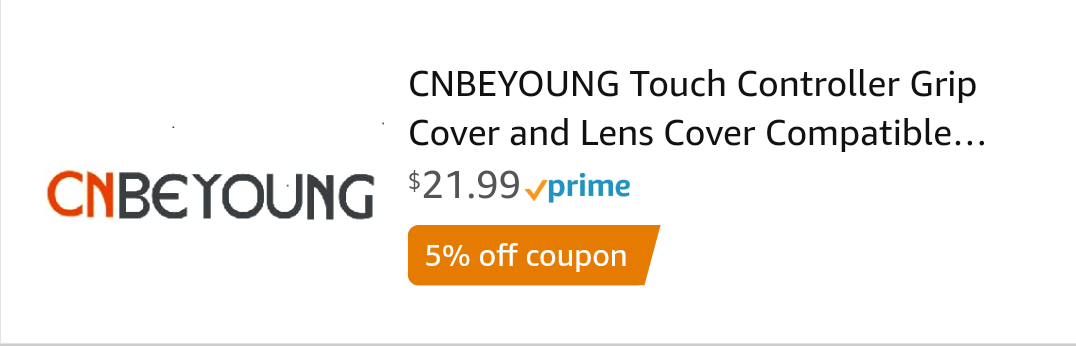 CNBEYOUNG
CNBEYOUNG Touch Controller Grip
Cover and Lens Cover Compatible...
$21.99 prime
5% off coupon